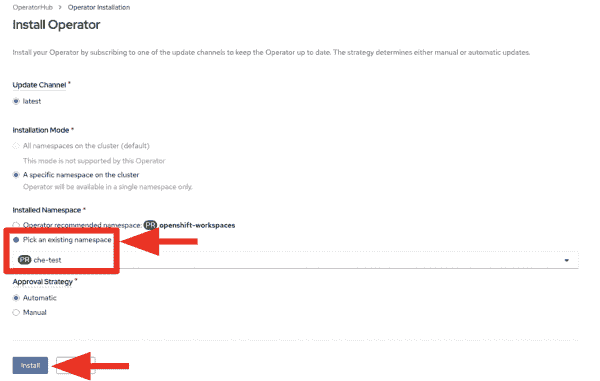 OperatorHub > Operator Installation
Install Operator
Install your Operator by subscribing to one of the update channels to keep the Operator up to date. The strategy determines either manual or automatic updates.
Update Channel *
latest
Installation Mode *
All namespaces on the cluster (default)
This mode is not supported by the Operator
A specific namespace on the cluster
Operator will be available in a single namespace only.
Installed Namespace *
Operator recommended namespace: PR openshift-workspaces
Pick an existing namespace
PR che-test
Approval Strategy *
Automatic
Manual
Install